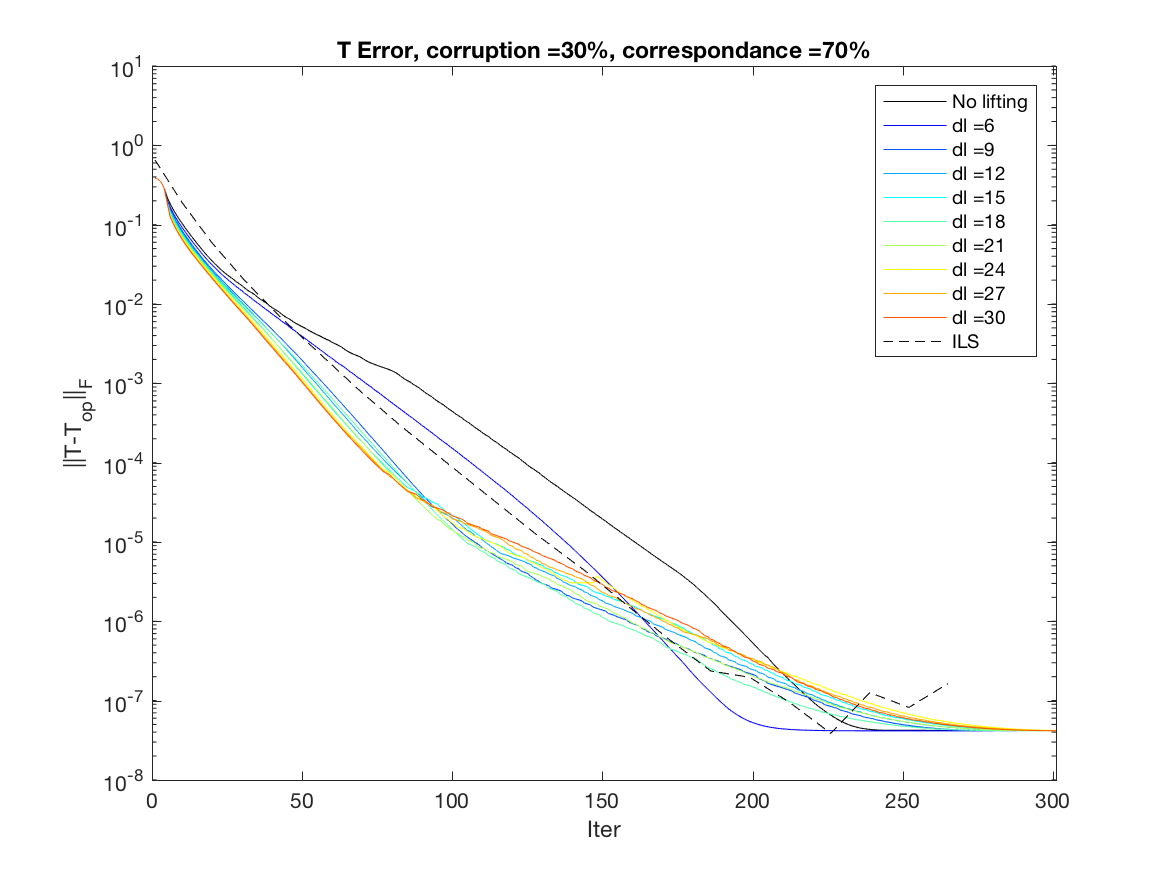 T Error, corruption =30%, correspondance =70%
10^1
10^0
10^-1
10^-2
10^-3
10^-4
10^-5
10^-6
10^-7
10^-8
||T-T_op||_F
No lifting
dl =6
dl =9
dl =12
dl =15
dl =18
dl =21
dl =24
dl =27
dl =30
ILS
0 50 100 150 200 250 300
Iter